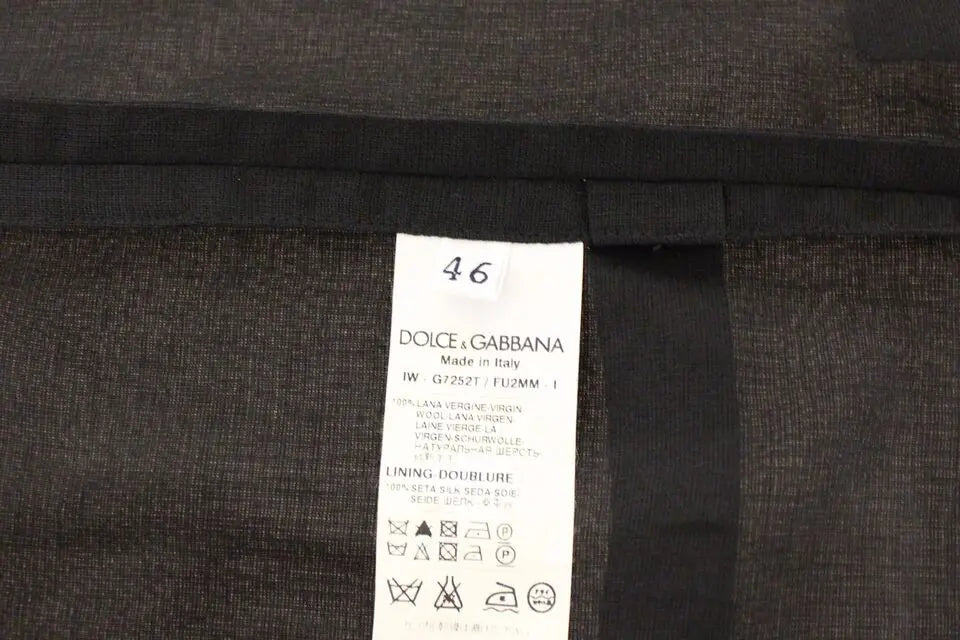 46
DOLCE & GABBANA
Made in Italy
IW - G7252T / FU2MM - I
100% LANA VERGINE-VIRGIN
WOOL-LANA VIRGEN-
LAINE VIERGE-LA
VIRGEN-SCHURWOLLE-
НАТУРАЛЬНАЯ ШЕРСТЬ-
LINING-DOUBLURE
100% SETA-SILK-SEDA-SOIE-
SEIDE-ШЕЛК-
P
P